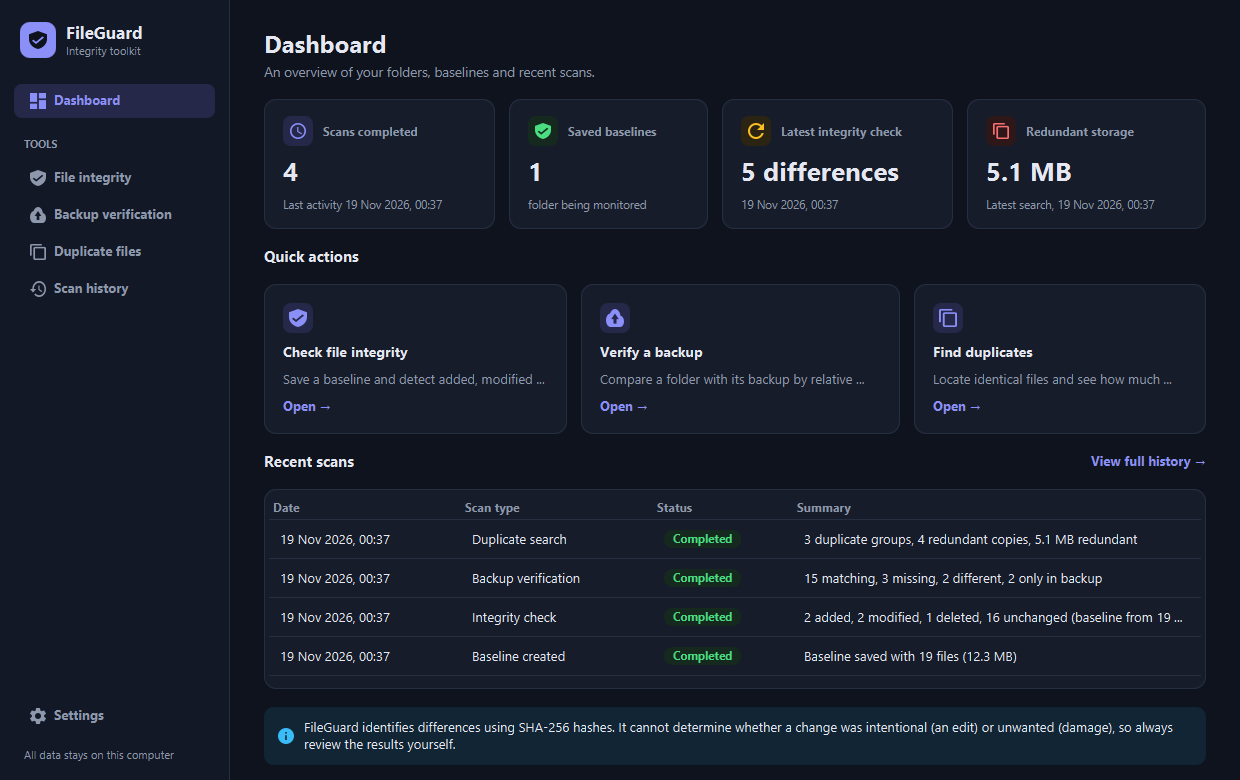 FileGuard
Integrity toolkit
Dashboard
TOOLS
File integrity
Backup verification
Duplicate files
Scan history
Settings
All data stays on this computer
Dashboard
An overview of your folders, baselines and recent scans.
Scans completed
4
Last activity 19 Nov 2026, 00:37
Saved baselines
1
folder being monitored
Latest integrity check
5 differences
19 Nov 2026, 00:37
Redundant storage
5.1 MB
Latest search, 19 Nov 2026, 00:37
Quick actions
Check file integrity
Save a baseline and detect added, modified ...
Open →
Verify a backup
Compare a folder with its backup by relative ...
Open →
Find duplicates
Locate identical files and see how much ...
Open →
Recent scans
View full history →
Date Scan type Status Summary
19 Nov 2026, 00:37 Duplicate search Completed 3 duplicate groups, 4 redundant copies, 5.1 MB redundant
19 Nov 2026, 00:37 Backup verification Completed 15 matching, 3 missing, 2 different, 2 only in backup
19 Nov 2026, 00:37 Integrity check Completed 2 added, 2 modified, 1 deleted, 16 unchanged (baseline from 19 ...
19 Nov 2026, 00:37 Baseline created Completed Baseline saved with 19 files (12.3 MB)
FileGuard identifies differences using SHA-256 hashes. It cannot determine whether a change was intentional (an edit) or unwanted (damage), so always
review the results yourself.